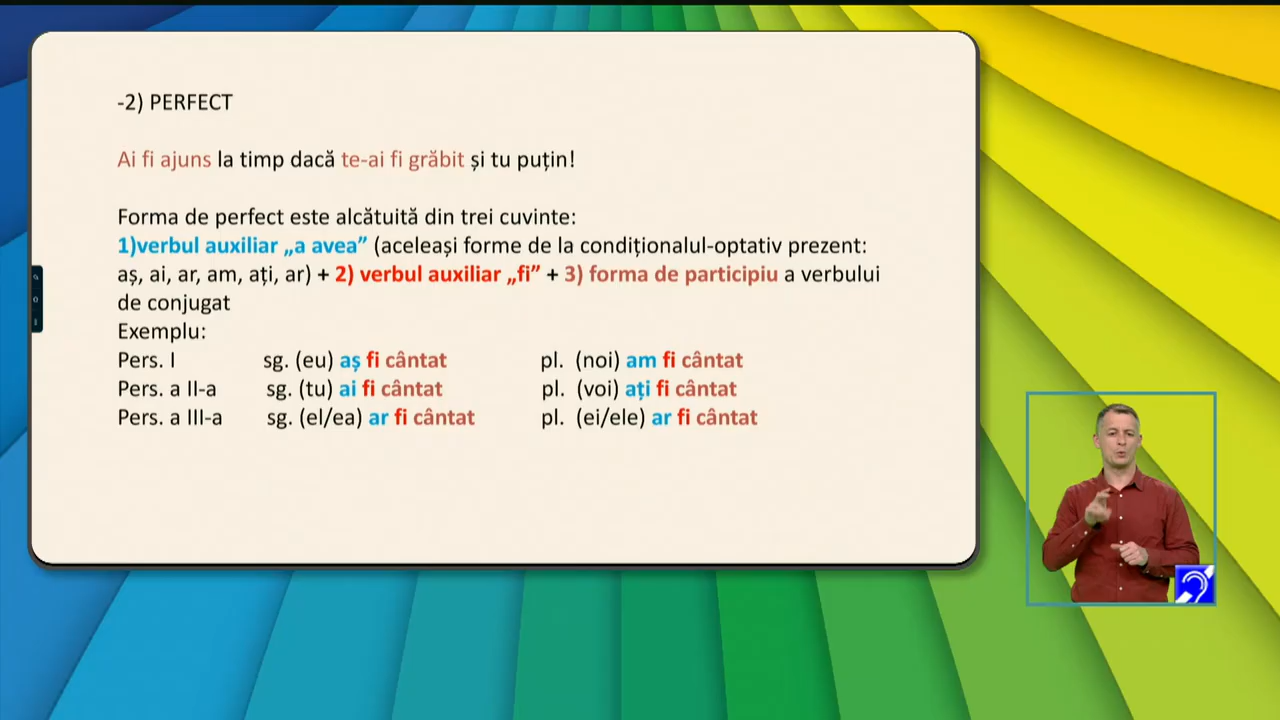 -2) PERFECT
Ai fi ajuns la timp dacă te-ai fi grăbit și tu puțin!
Forma de perfect este alcătuită din trei cuvinte:
1)verbul auxiliar „a avea” (aceleași forme de la condiționalul-optativ prezent:
aș, ai, ar, am, ați, ar) + 2) verbul auxiliar „fi” + 3) forma de participiu a verbului
de conjugat
Exemplu:
Pers. I sg. (eu) aș fi cântat pl. (noi) am fi cântat
Pers. a II-a sg. (tu) ai fi cântat pl. (voi) ați fi cântat
Pers. a III-a sg. (el/ea) ar fi cântat pl. (ei/ele) ar fi cântat